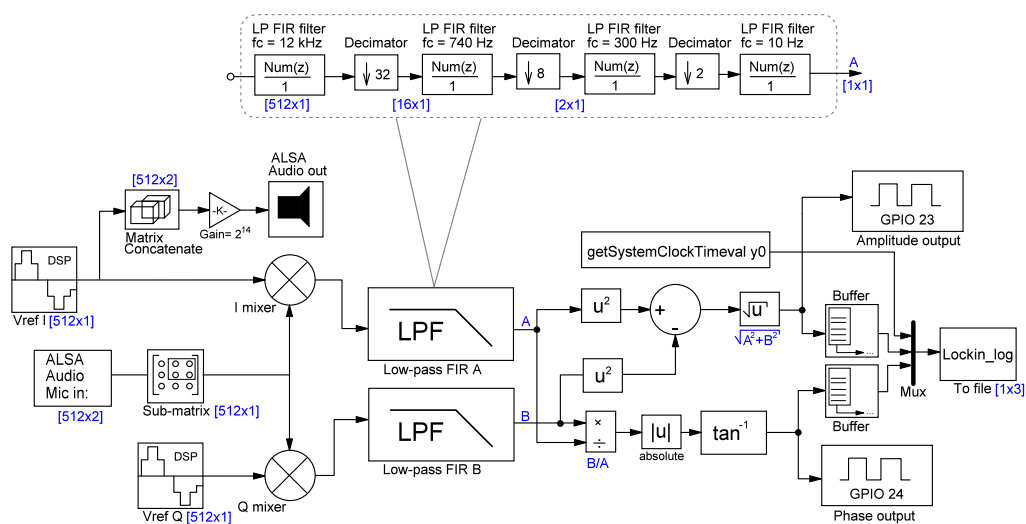 LP FIR filter
fc = 12 kHz
Decimator
LP FIR filter
fc = 740 Hz
Decimator
LP FIR filter
fc = 300 Hz
Decimator
LP FIR filter
fc = 10 Hz
Num(z)
1
↓ 32
Num(z)
1
↓ 8
Num(z)
1
↓ 2
Num(z)
1
A
[1x1]
[512x1]
[16x1]
[2x1]
[512x2]
Matrix
Concatenate
-K-
Gain= 2^14
ALSA
Audio out
DSP
Vref I [512x1]
I mixer
ALSA
Audio
Mic in:
[512x2]
Sub-matrix [512x1]
DSP
Vref Q [512x1]
Q mixer
LPF
Low-pass FIR A
LPF
Low-pass FIR B
A
B
u²
u²
+
-
√u
√A²+B²
×
÷
B/A
|u|
absolute
tan⁻¹
getSystemClockTimeval y0
GPIO 23
Amplitude output
Buffer
...
Buffer
...
Mux
Lockin_log
To file [1x3]
GPIO 24
Phase output